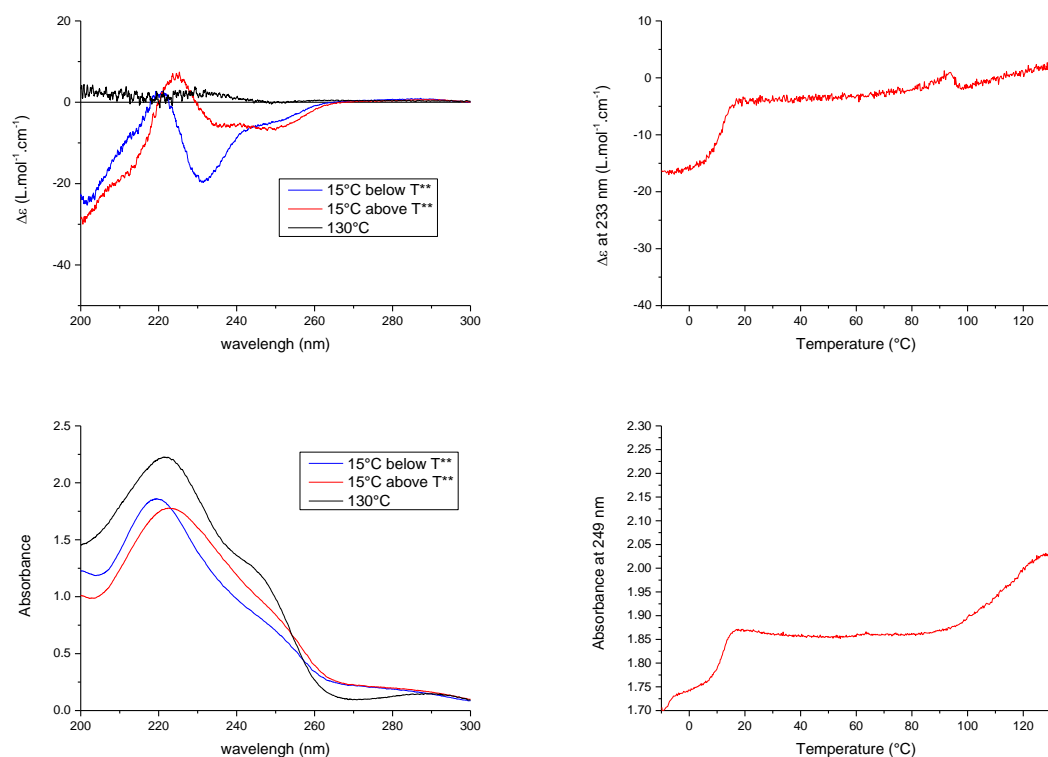 20
0
-20
-40
200 220 240 260 280 300
Δε (L.mol⁻¹.cm⁻¹)
wavelengh (nm)
15°C below T**
15°C above T**
130°C
10
0
-10
-20
-30
-40
0 20 40 60 80 100 120
Δε at 233 nm (L.mol⁻¹.cm⁻¹)
Temperature (°C)
2.5
2.0
1.5
1.0
0.5
0.0
200 220 240 260 280 300
Absorbance
wavelengh (nm)
15°C below T**
15°C above T**
130°C
2.30
2.25
2.20
2.15
2.10
2.05
2.00
1.95
1.90
1.85
1.80
1.75
1.70
0 20 40 60 80 100 120
Absorbance at 249 nm
Temperature (°C)